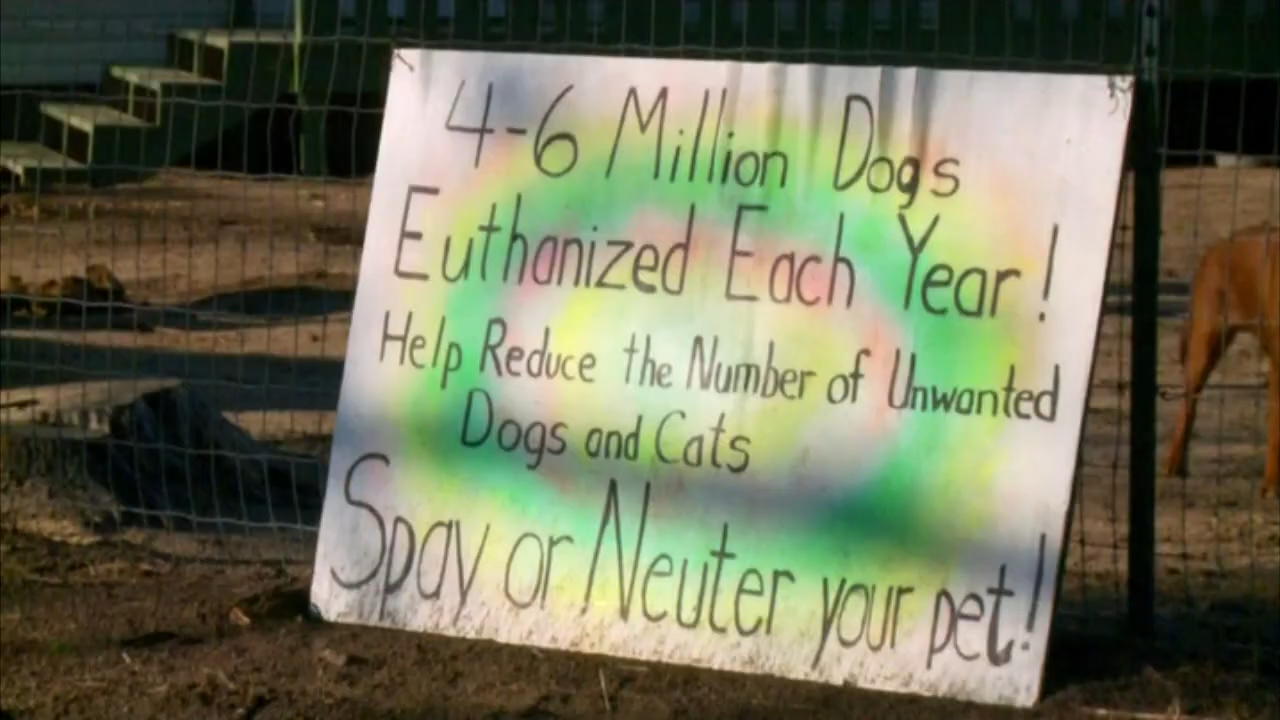 4-6 Million Dogs
Euthanized Each Year!
Help Reduce the Number of Unwanted
Dogs and Cats
Spay or Neuter your pet!